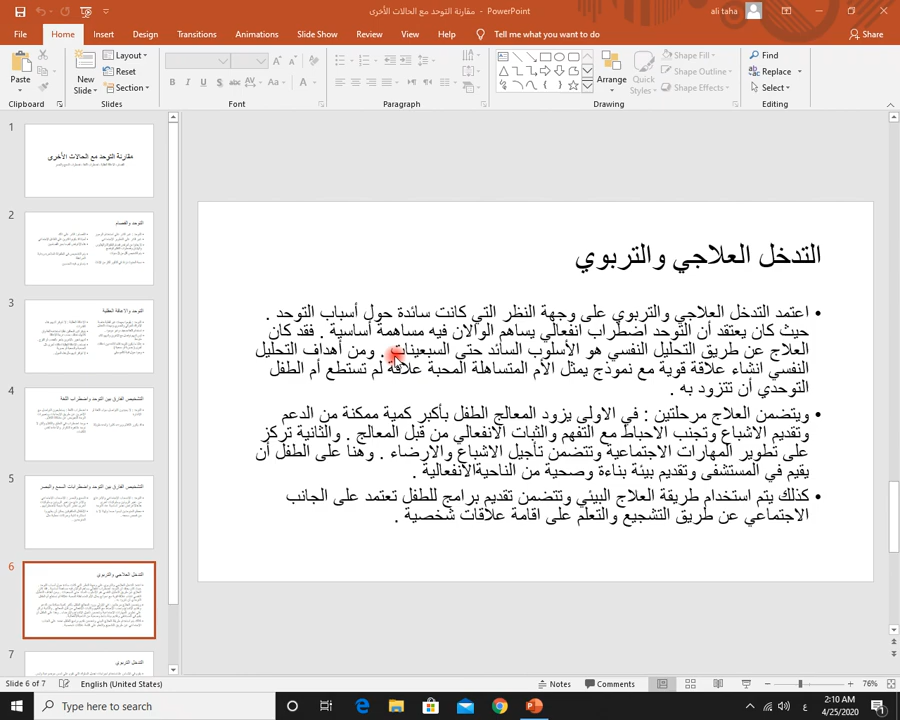 مقارنة التوحد مع الحالات الأخرى - PowerPoint
ali taha
File Home Insert Design Transitions Animations Slide Show Review View Help Tell me what you want to do Share
Paste
New Slide
Layout
Reset
Section
Find
Replace
Select
Arrange
Quick Styles
Shape Fill
Shape Outline
Shape Effects
Clipboard Slides Font Paragraph Drawing Editing
1
مقارنة التوحد مع الحالات الأخرى
2
التوحد والفصام
3
التوحد والاعاقة العقلية
4
التشخيص الفارق بين التوحد واضطراب اللغة
5
التشخيص الفارق بين التوحد واضطرابات السمع والبصر
6
التدخل العلاجي والتربوي
7
التدخل التربوي
التدخل العلاجي والتربوي
• اعتمد التدخل العلاجي والتربوي على وجهة النظر التي كانت سائدة حول أسباب التوحد .
حيث كان يعتقد أن التوحد اضطراب انفعالي يساهم الوالان فيه مساهمة أساسية . فقد كان
العلاج عن طريق التحليل النفسي هو الأسلوب السائد حتى السبعينات . ومن أهداف التحليل
النفسي انشاء علاقة قوية مع نموذج يمثل الأم المتساهلة المحبة علاقة لم تستطع أم الطفل
التوحدي أن تتزود به .
• ويتضمن العلاج مرحلتين : في الاولى يزود المعالج الطفل بأكبر كمية ممكنة من الدعم
وتقديم الاشباع وتجنب الاحباط مع التفهم والثبات الانفعالي من قبل المعالج . والثانية تركز
على تطوير المهارات الاجتماعية وتتضمن تأجيل الاشباع والارضاء . وهنا على الطفل أن
يقيم في المستشفى وتقديم بيئة بناءة وصحية من الناحيةالانفعالية .
• كذلك يتم استخدام طريقة العلاج البيئي وتتضمن تقديم برامج للطفل تعتمد على الجانب
الاجتماعي عن طريق التشجيع والتعلم على اقامة علاقات شخصية .
Slide 6 of 7 English (United States) Notes Comments 76%
Type here to search
2:10 AM
4/25/2020